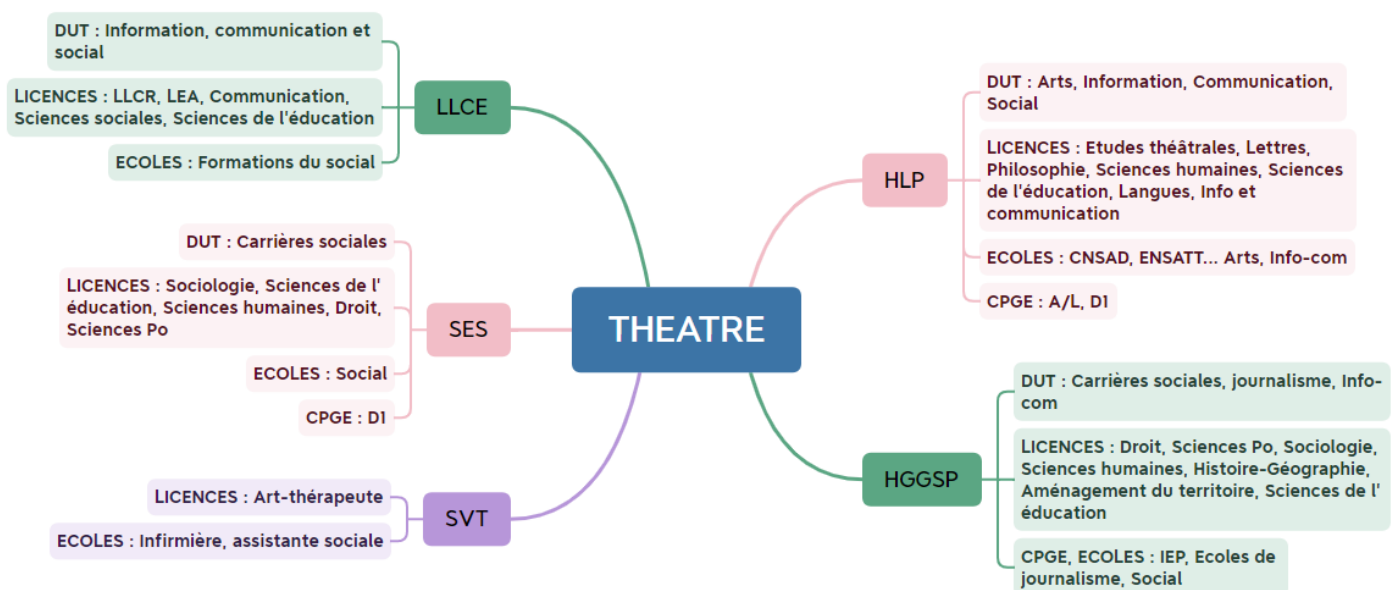 THEATRE
LLCE
DUT : Information, communication et
social
LICENCES : LLCR, LEA, Communication,
Sciences sociales, Sciences de l'éducation
ECOLES : Formations du social
SES
DUT : Carrières sociales
LICENCES : Sociologie, Sciences de l'
éducation, Sciences humaines, Droit,
Sciences Po
ECOLES : Social
CPGE : D1
SVT
LICENCES : Art-thérapeute
ECOLES : Infirmière, assistante sociale
HLP
DUT : Arts, Information, Communication,
Social
LICENCES : Etudes théâtrales, Lettres,
Philosophie, Sciences humaines, Sciences
de l'éducation, Langues, Info et
communication
ECOLES : CNSAD, ENSATT... Arts, Info-com
CPGE : A/L, D1
HGGSP
DUT : Carrières sociales, journalisme, Info-
com
LICENCES : Droit, Sciences Po, Sociologie,
Sciences humaines, Histoire-Géographie,
Aménagement du territoire, Sciences de l'
éducation
CPGE, ECOLES : IEP, Ecoles de
journalisme, Social